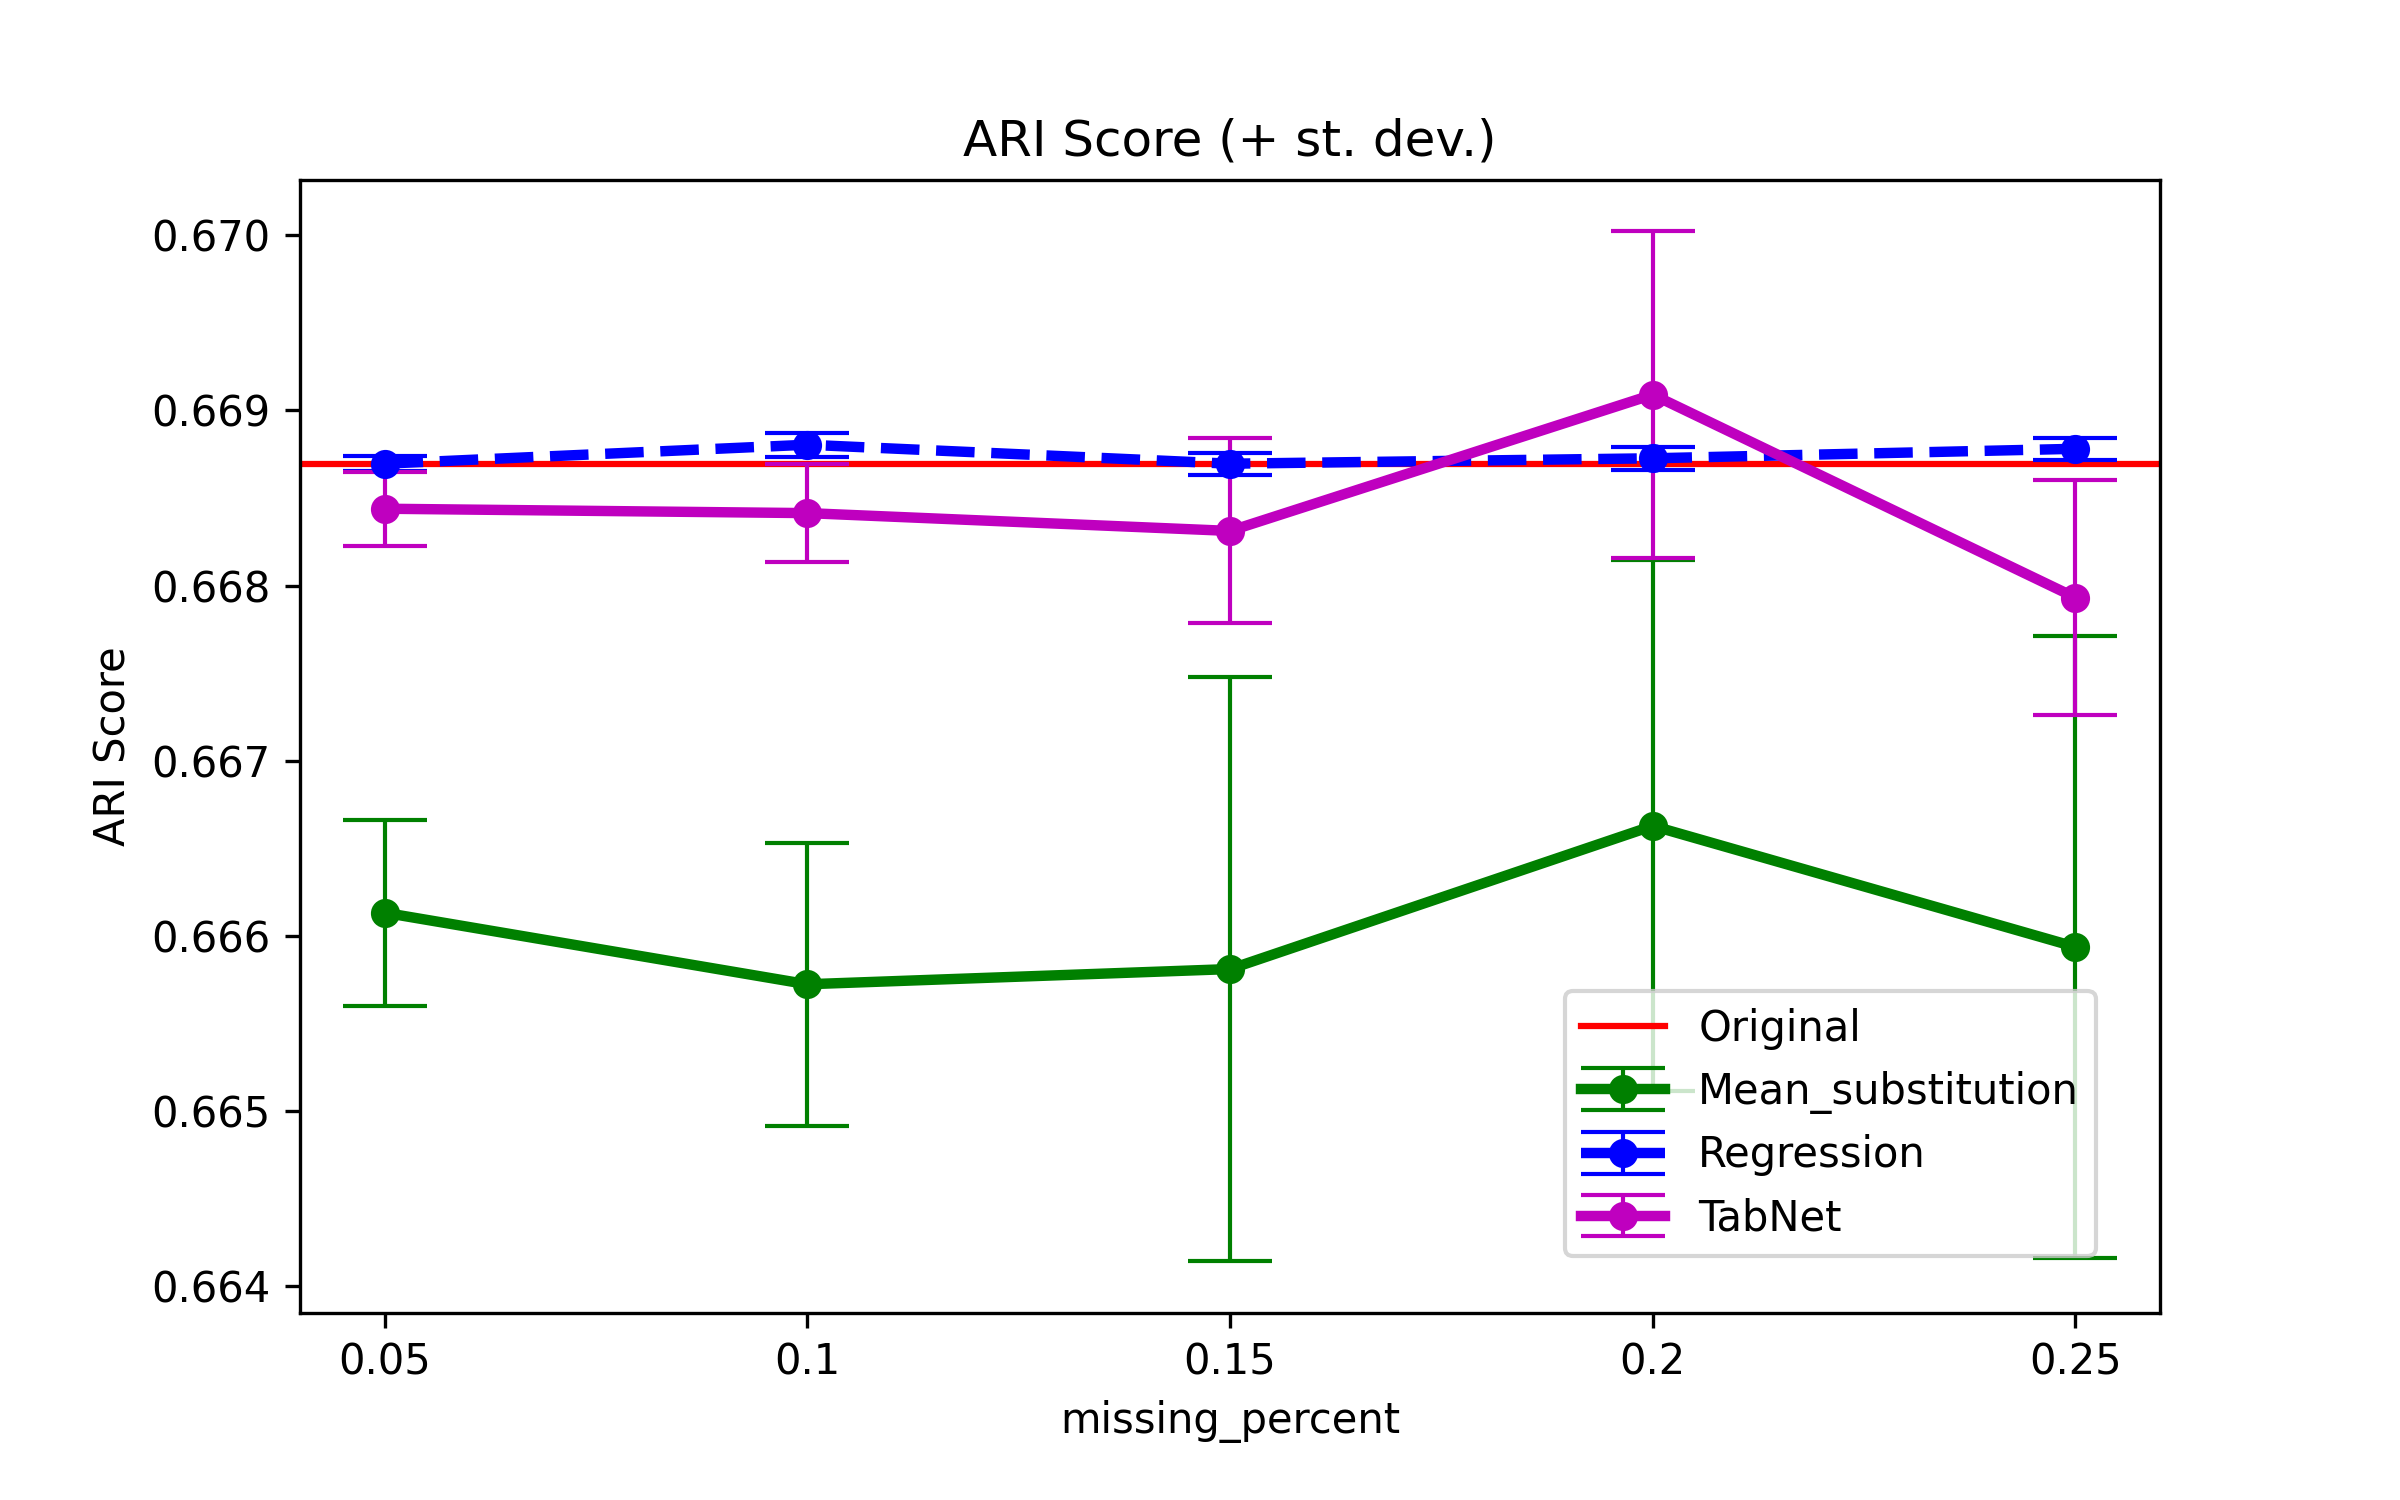 ARI Score (+ st. dev.)
0.670
0.669
0.668
0.667
0.666
0.665
0.664
ARI Score
Original
Mean_substitution
Regression
TabNet
0.05 0.1 0.15 0.2 0.25
missing_percent